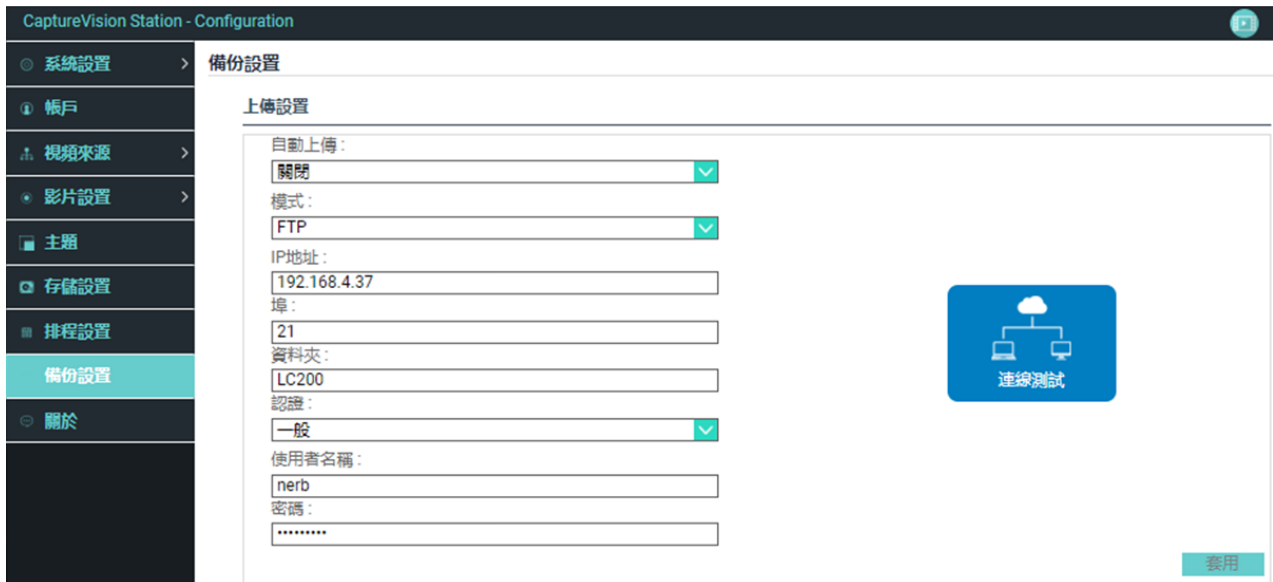 CaptureVision Station - Configuration
系統設置
帳戶
視頻來源
影片設置
主題
存儲設置
排程設置
備份設置
關於
備份設置
上傳設置
自動上傳 :
關閉
模式 :
FTP
IP地址 :
192.168.4.37
埠 :
21
資料夾 :
LC200
認證 :
一般
使用者名稱 :
nerb
密碼 :
•••••••••
連線測試
套用